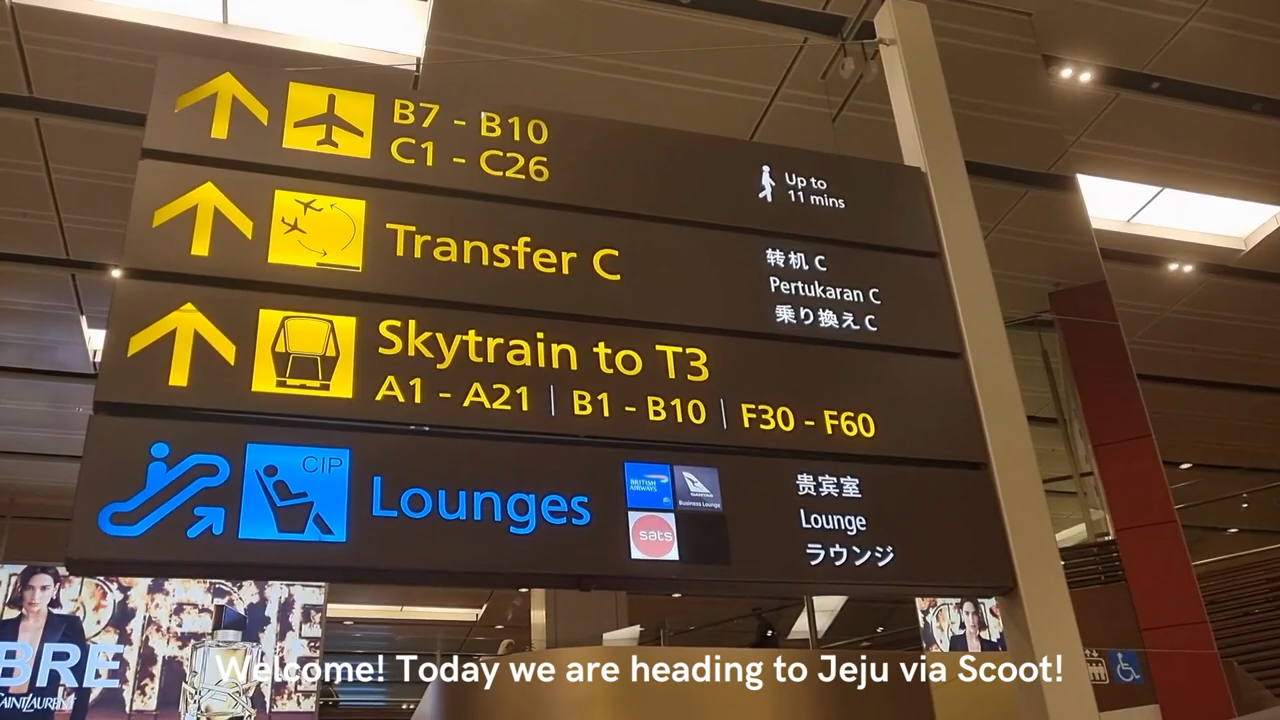 B7 - B10
C1 - C26
Up to
11 mins
Transfer C
转机 C
Pertukaran C
乗り換え C
Skytrain to T3
A1 - A21 | B1 - B10 | F30 - F60
CIP
Lounges
BRITISH
AIRWAYS
QANTAS
Business Lounge
sats
贵宾室
Lounge
ラウンジ
BRE
SAINT LAURENT
Welcome! Today we are heading to Jeju via Scoot!